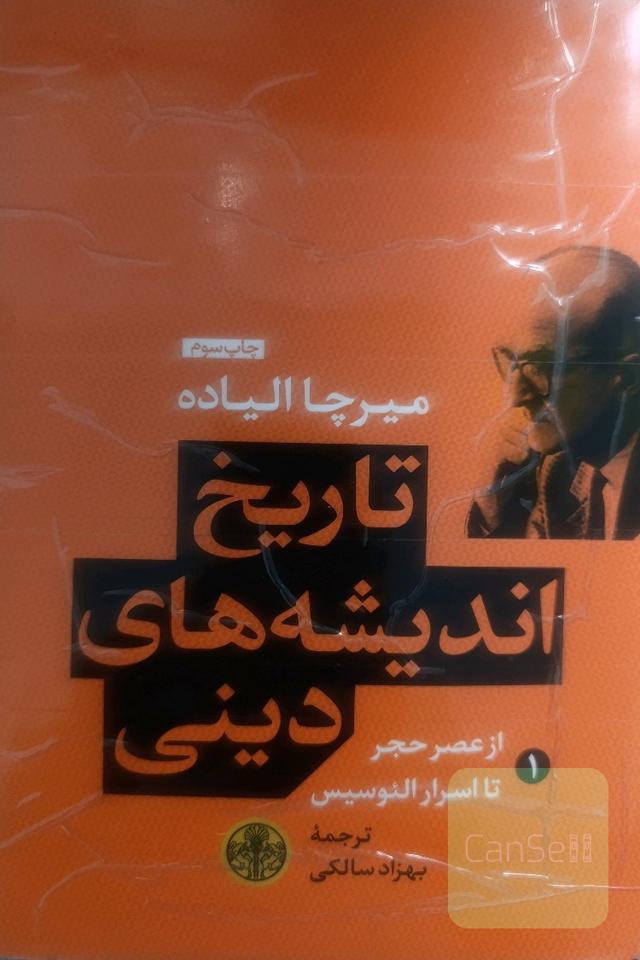 چاپ سوم
میرچا الیاده
تاریخ
اندیشه‌های
دینی
۱
از عصر حجر
تا اسرار الئوسیس
ترجمهٔ
بهزاد سالکی
CanSell